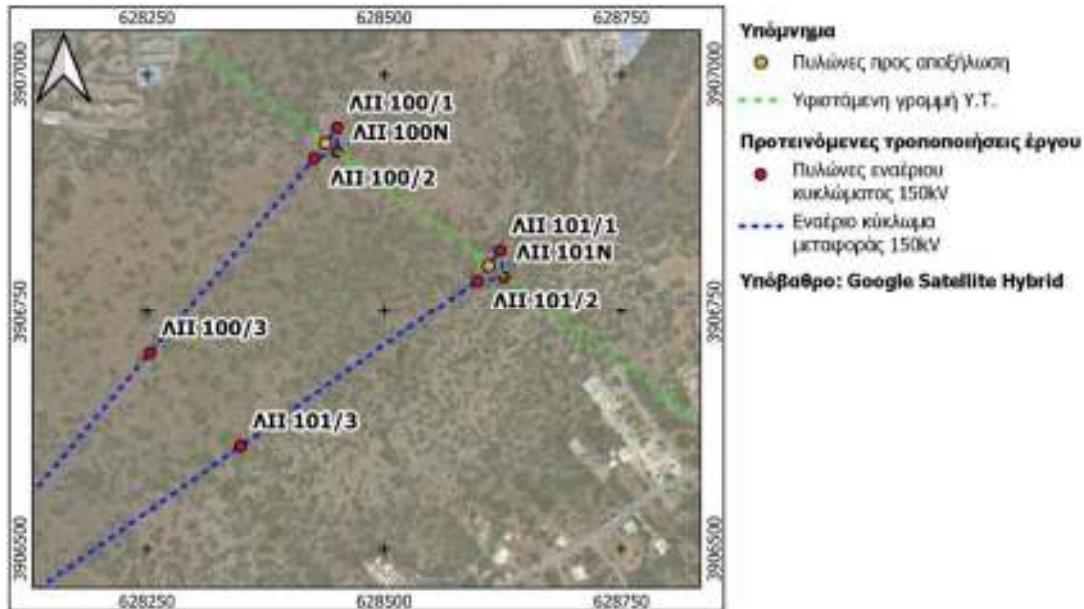 628250 628500 628750
Υπόμνημα
Πυλώνες προς αποξήλωση
Υφιστάμενη γραμμή Υ.Τ.
Προτεινόμενες τροποποιήσεις έργου
Πυλώνες εναέριου
κυκλώματος 150kV
Εναέριο κύκλωμα
μεταφοράς 150kV
Υπόβαθρο: Google Satellite Hybrid
3907000 3907000
ΛΙΙ 100/1
ΛΙΙ 100Ν
ΛΙΙ 100/2
ΛΙΙ 101/1
ΛΙΙ 101Ν
ΛΙΙ 101/2
3906750 3906750
ΛΙΙ 100/3
ΛΙΙ 101/3
3906500 3906500
628250 628500 628750